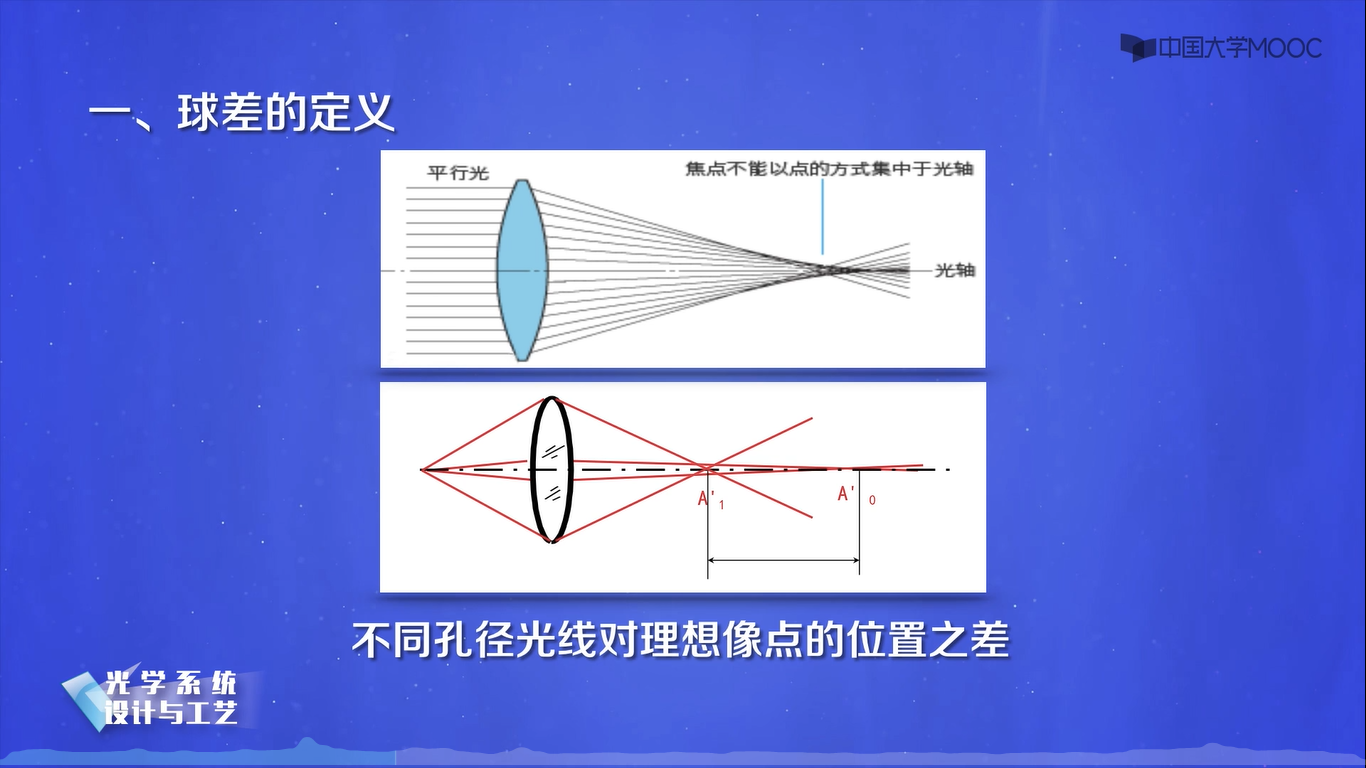 中国大学MOOC
一、球差的定义
平行光
焦点不能以点的方式集中于光轴
光轴
A'1
A'0
不同孔径光线对理想像点的位置之差
光学系统
设计与工艺